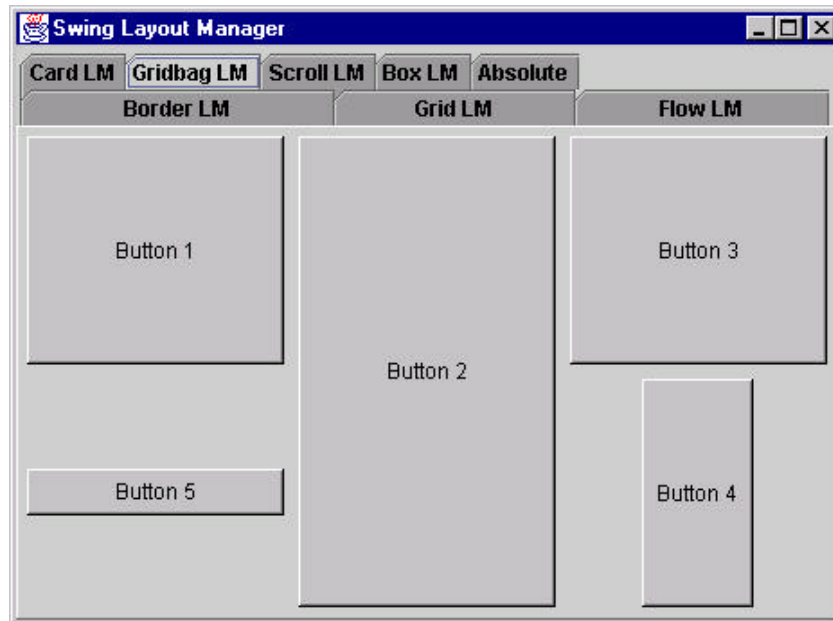 Swing Layout Manager
Card LM Gridbag LM Scroll LM Box LM Absolute
Border LM Grid LM Flow LM
Button 1
Button 2
Button 3
Button 5
Button 4